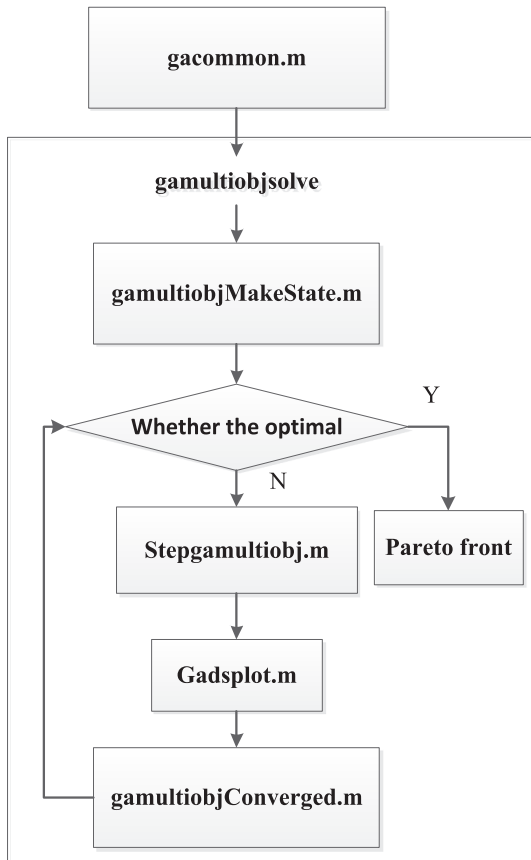 gacommon.m
gamultiobjsolve
gamultiobjMakeState.m
Whether the optimal
Y
N
Stepgamultiobj.m
Pareto front
Gadsplot.m
gamultiobjConverged.m